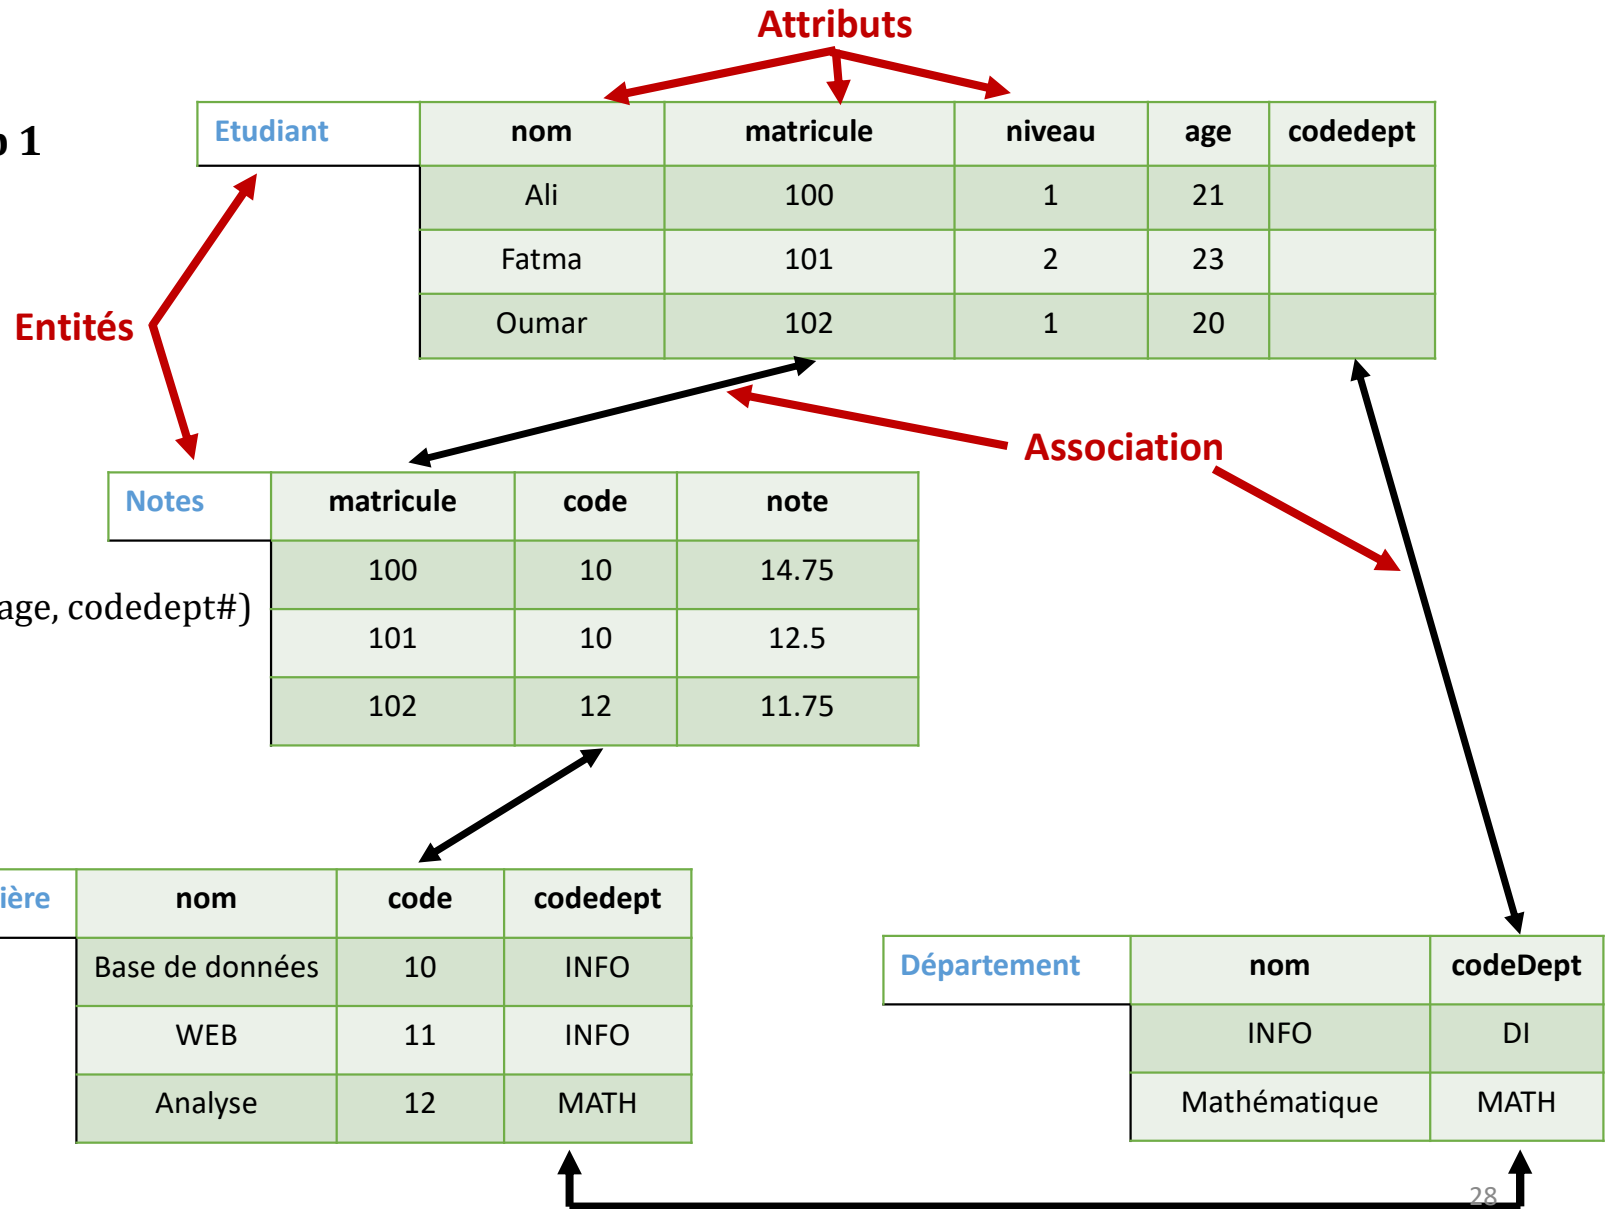 Attributs
1
Etudiant nom matricule niveau age codedept
Ali 100 1 21
Fatma 101 2 23
Oumar 102 1 20
Entités
Association
Notes matricule code note
100 10 14.75
age, codedept#)
101 10 12.5
102 12 11.75
ière nom code codedept
Base de données 10 INFO
WEB 11 INFO
Analyse 12 MATH
Département nom codeDept
INFO DI
Mathématique MATH
28